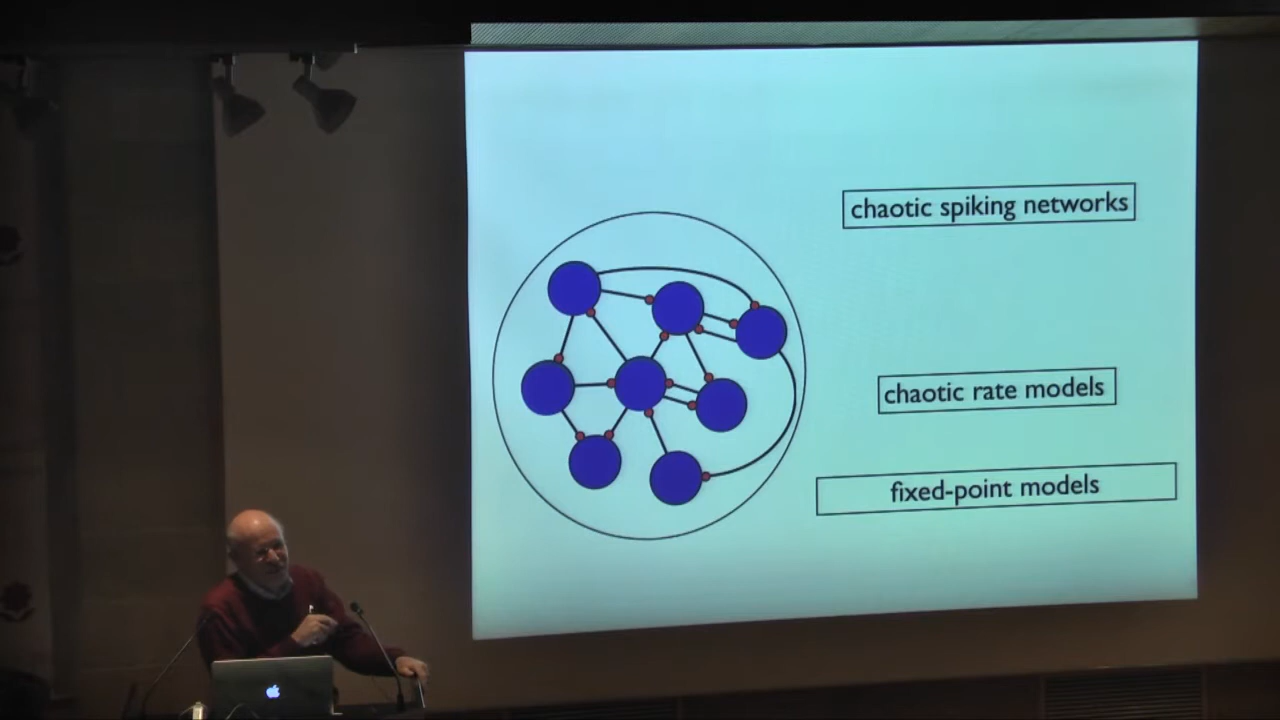 chaotic spiking networks
chaotic rate models
fixed-point models